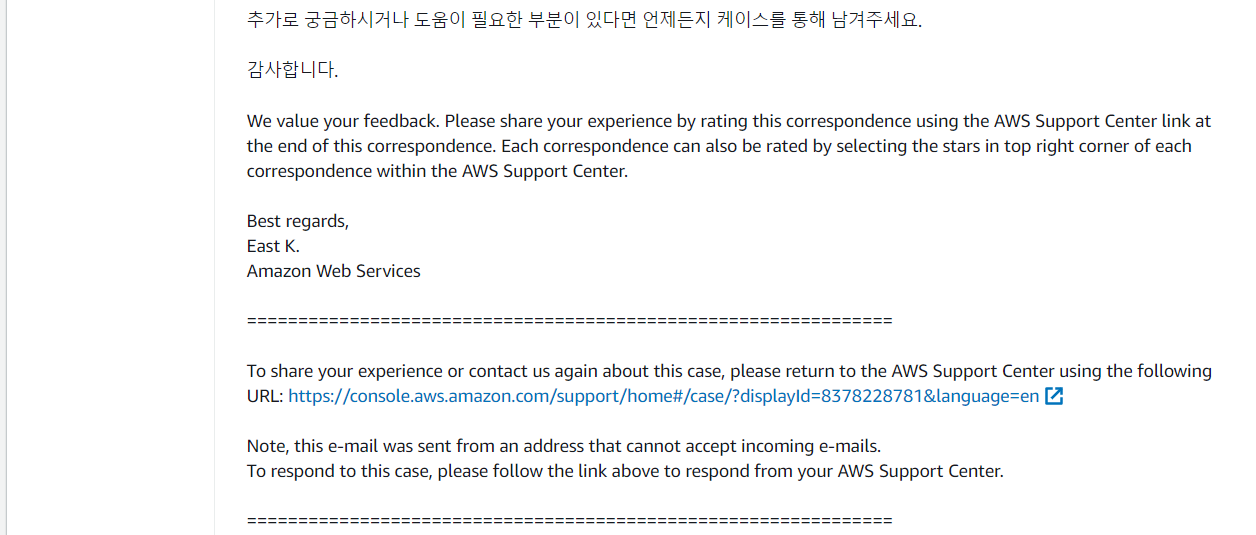 추가로 궁금하시거나 도움이 필요한 부분이 있다면 언제든지 케이스를 통해 남겨주세요.
감사합니다.
We value your feedback. Please share your experience by rating this correspondence using the AWS Support Center link at
the end of this correspondence. Each correspondence can also be rated by selecting the stars in top right corner of each
correspondence within the AWS Support Center.
Best regards,
East K.
Amazon Web Services
===============================================================
To share your experience or contact us again about this case, please return to the AWS Support Center using the following
URL: https://console.aws.amazon.com/support/home#/case/?displayId=8378228781&language=en
Note, this e-mail was sent from an address that cannot accept incoming e-mails.
To respond to this case, please follow the link above to respond from your AWS Support Center.
===============================================================